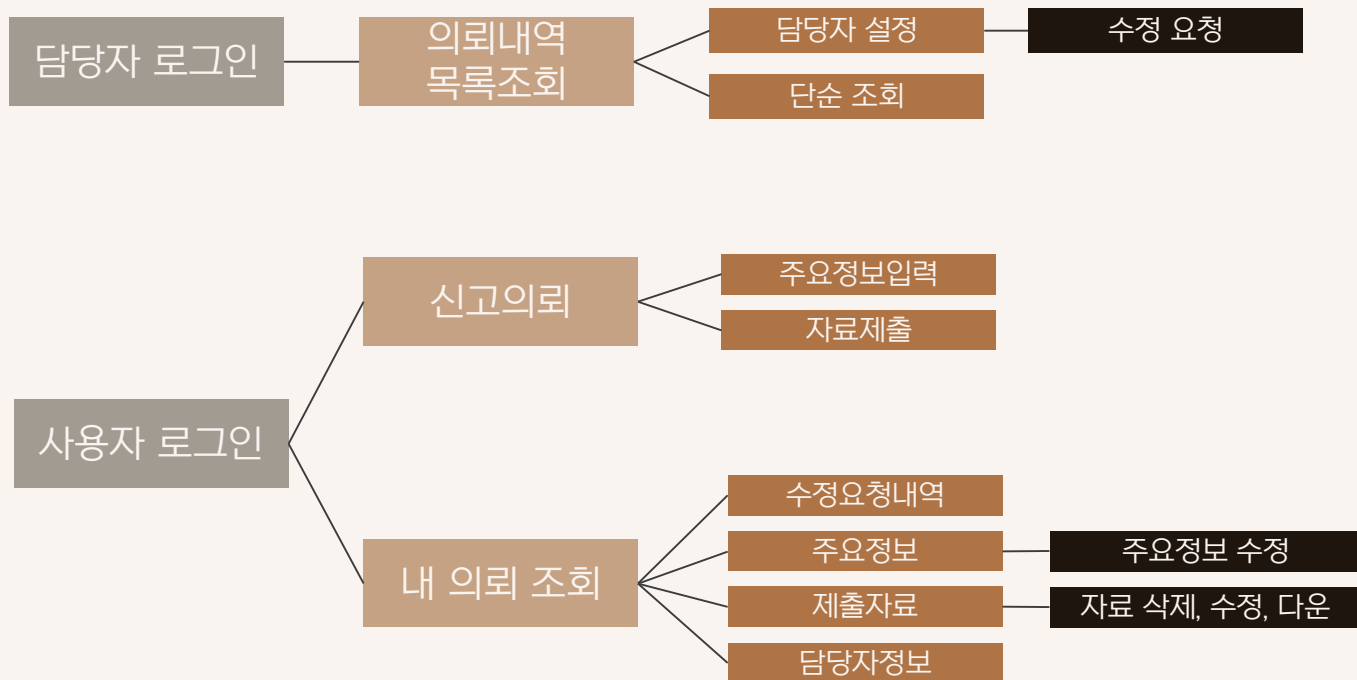 담당자 로그인
의뢰내역
목록조회
담당자 설정
수정 요청
단순 조회
사용자 로그인
신고의뢰
주요정보입력
자료제출
내 의뢰 조회
수정요청내역
주요정보
주요정보 수정
제출자료
자료 삭제, 수정, 다운
담당자정보